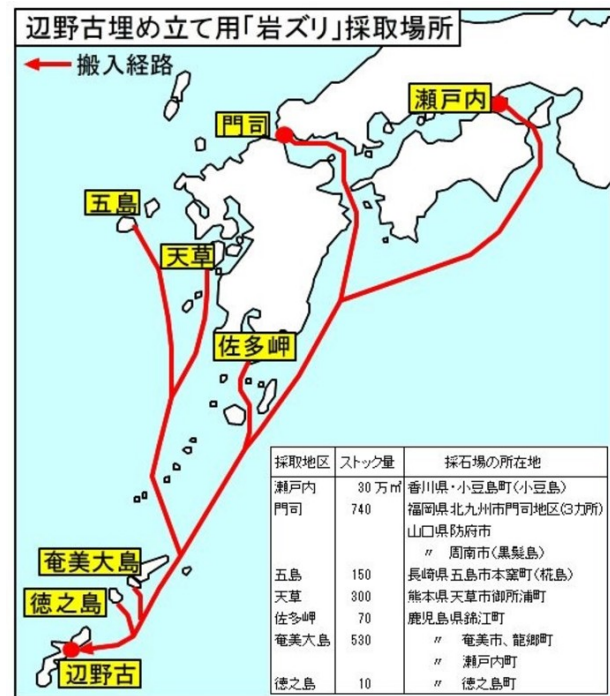 辺野古埋め立て用「岩ズリ」採取場所
搬入経路
瀬戸内
門司
五島
天草
佐多岬
奄美大島
徳之島
辺野古
採取地区 ストック量 採石場の所在地
瀬戸内 30万㎥ 香川県・小豆島町(小豆島)
門司 740 福岡県北九州市門司地区(3カ所)
山口県防府市
〃 周南市(黒髪島)
五島 150 長崎県五島市本窯町(椛島)
天草 300 熊本県天草市御所浦町
佐多岬 70 鹿児島県錦江町
奄美大島 530 〃 奄美市、龍郷町
〃 瀬戸内町
徳之島 10 〃 徳之島町